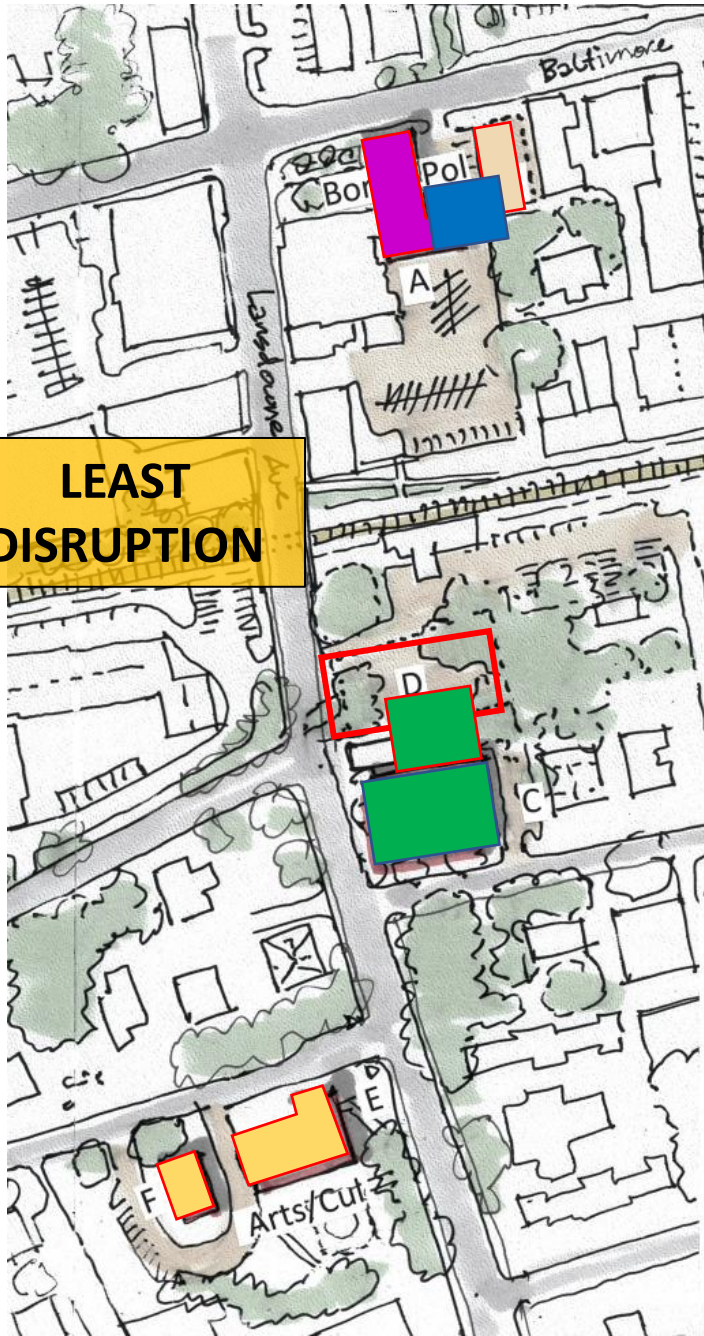 Baltimore
Bor
Pol
A
Lansdowne
Ave
LEAST
DISRUPTION
D
C
E
F
Arts/Cul